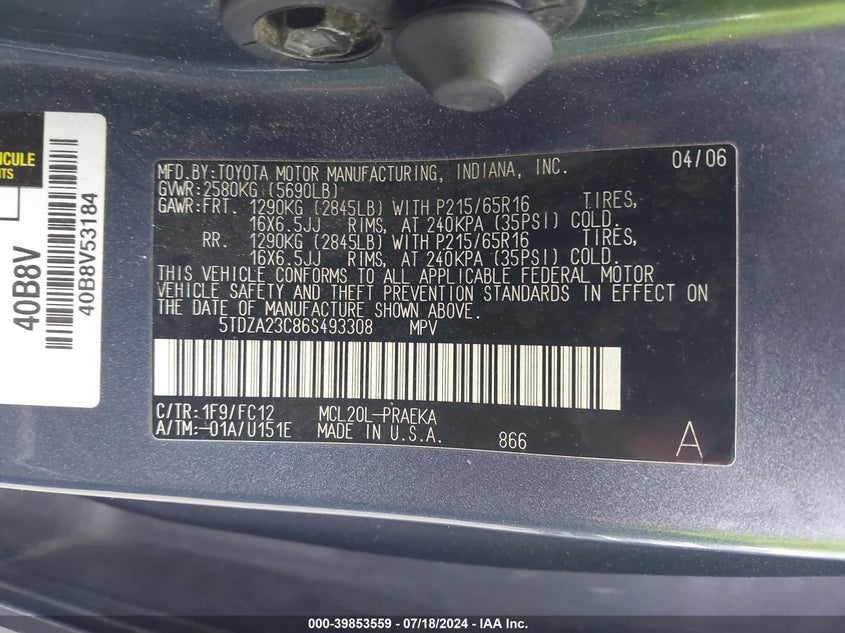 ICULE
TS
40B8V
40B8V53184
MFD.BY:TOYOTA MOTOR MANUFACTURING, INDIANA, INC. 04/06
GVWR:2580KG (5690LB)
GAWR:FRT. 1290KG (2845LB) WITH P215/65R16 TIRES,
16X6.5JJ RIMS, AT 240KPA (35PSI) COLD.
RR. 1290KG (2845LB) WITH P215/65R16 TIRES,
16X6.5JJ RIMS, AT 240KPA (35PSI) COLD.
THIS VEHICLE CONFORMS TO ALL APPLICABLE FEDERAL MOTOR
VEHICLE SAFETY AND THEFT PREVENTION STANDARDS IN EFFECT ON
THE DATE OF MANUFACTURE SHOWN ABOVE.
5TDZA23C86S493308 MPV
C/TR:1F9/FC12 MCL20L-PRAEKA
A/TM:-01A/U151E MADE IN U.S.A. 866 A
000-39853559 - 07/18/2024 - IAA Inc.